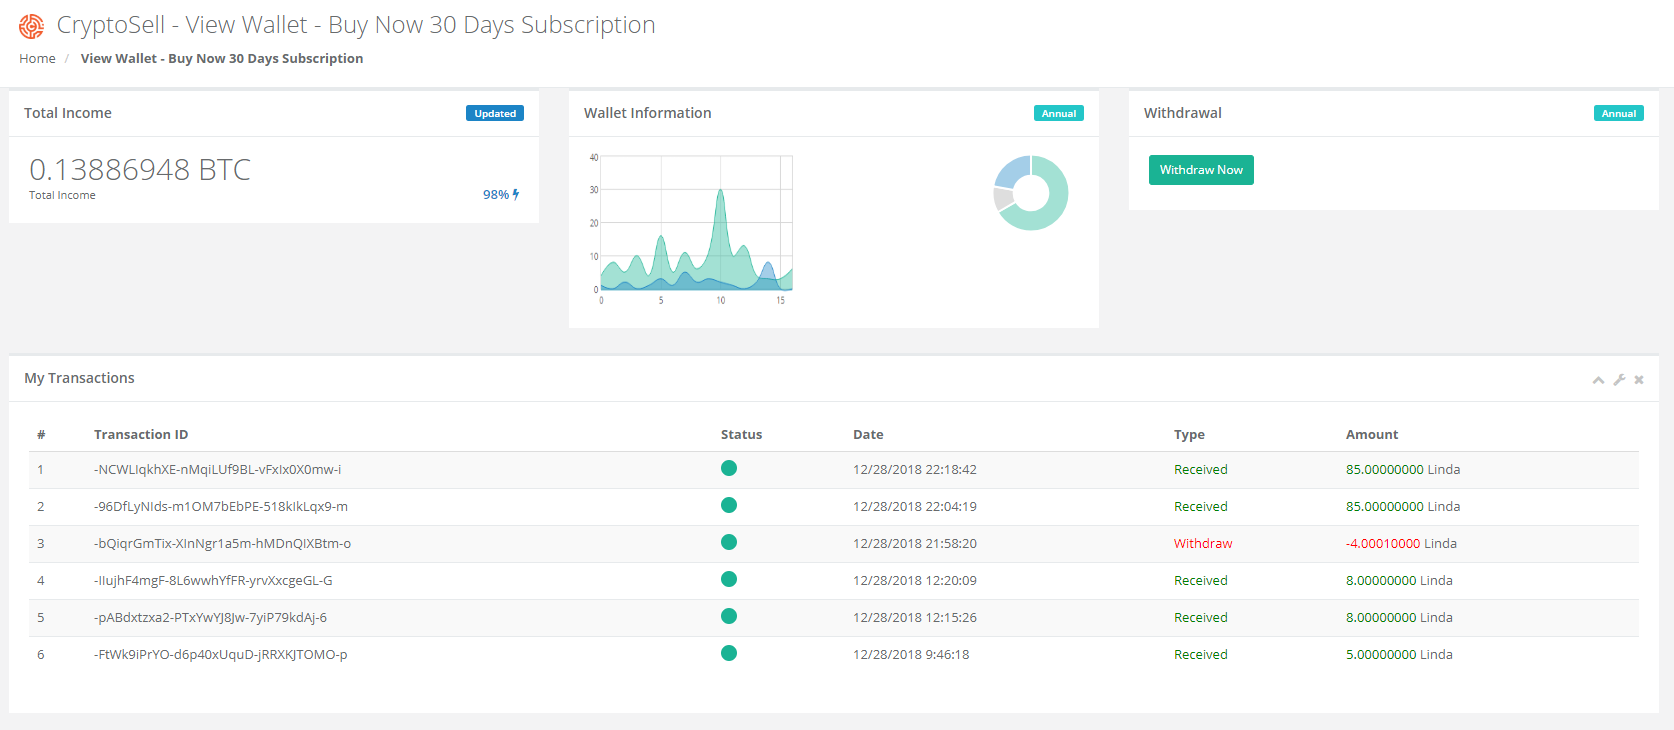 CryptoSell - View Wallet - Buy Now 30 Days Subscription
Home / View Wallet - Buy Now 30 Days Subscription
Total Income Updated
0.13886948 BTC
Total Income 98%
Wallet Information Annual
40
30
20
10
0
0 5 10 15
Withdrawal Annual
Withdraw Now
My Transactions
# Transaction ID Status Date Type Amount
1 -NCWLIqkhXE-nMqiLUf9BL-vFxIx0X0mw-i 12/28/2018 22:18:42 Received 85.00000000 Linda
2 -96DfLyNIds-m1OM7bEbPE-518kIkLqx9-m 12/28/2018 22:04:19 Received 85.00000000 Linda
3 -bQiqrGmTix-XInNgr1a5m-hMDnQIXBtm-o 12/28/2018 21:58:20 Withdraw -4.00010000 Linda
4 -IIujhF4mgF-8L6wwhYfFR-yrvXxcgeGL-G 12/28/2018 12:20:09 Received 8.00000000 Linda
5 -pABdxtzxa2-PTxYwYJ8Jw-7yiP79kdAj-6 12/28/2018 12:15:26 Received 8.00000000 Linda
6 -FtWk9iPrYO-d6p40xUquD-jRRXKJTOMO-p 12/28/2018 9:46:18 Received 5.00000000 Linda